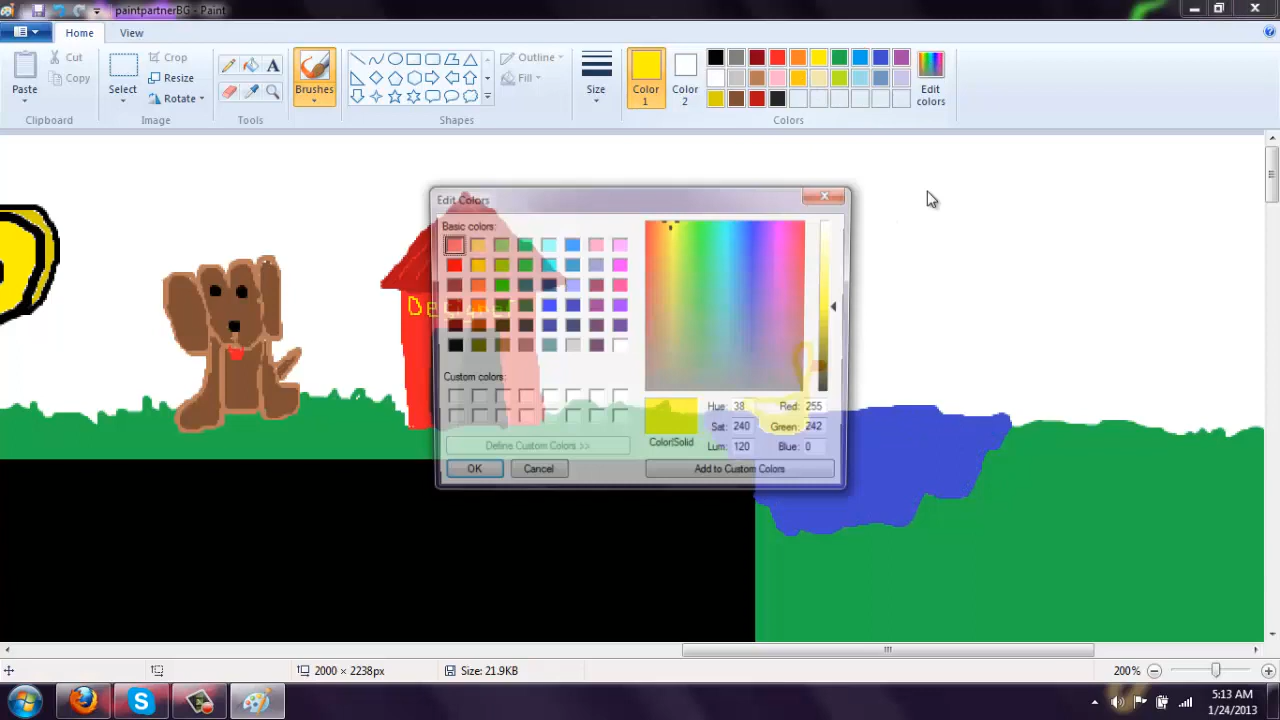 paintpartnerBG - Paint
Home
View
Paste
Cut
Copy
Clipboard
Select
Crop
Resize
Rotate
Image
A
Tools
Brushes
Outline
Fill
Shapes
Size
Color 1
Color 2
Edit colors
Colors
Edit Colors
Basic colors:
Custom colors:
Define Custom Colors >>
OK
Cancel
Hue: 38
Sat: 240
Lum: 120
Red: 255
Green: 242
Blue: 0
Color|Solid
Add to Custom Colors
2000 × 2238px
Size: 21.9KB
200%
5:13 AM
1/24/2013